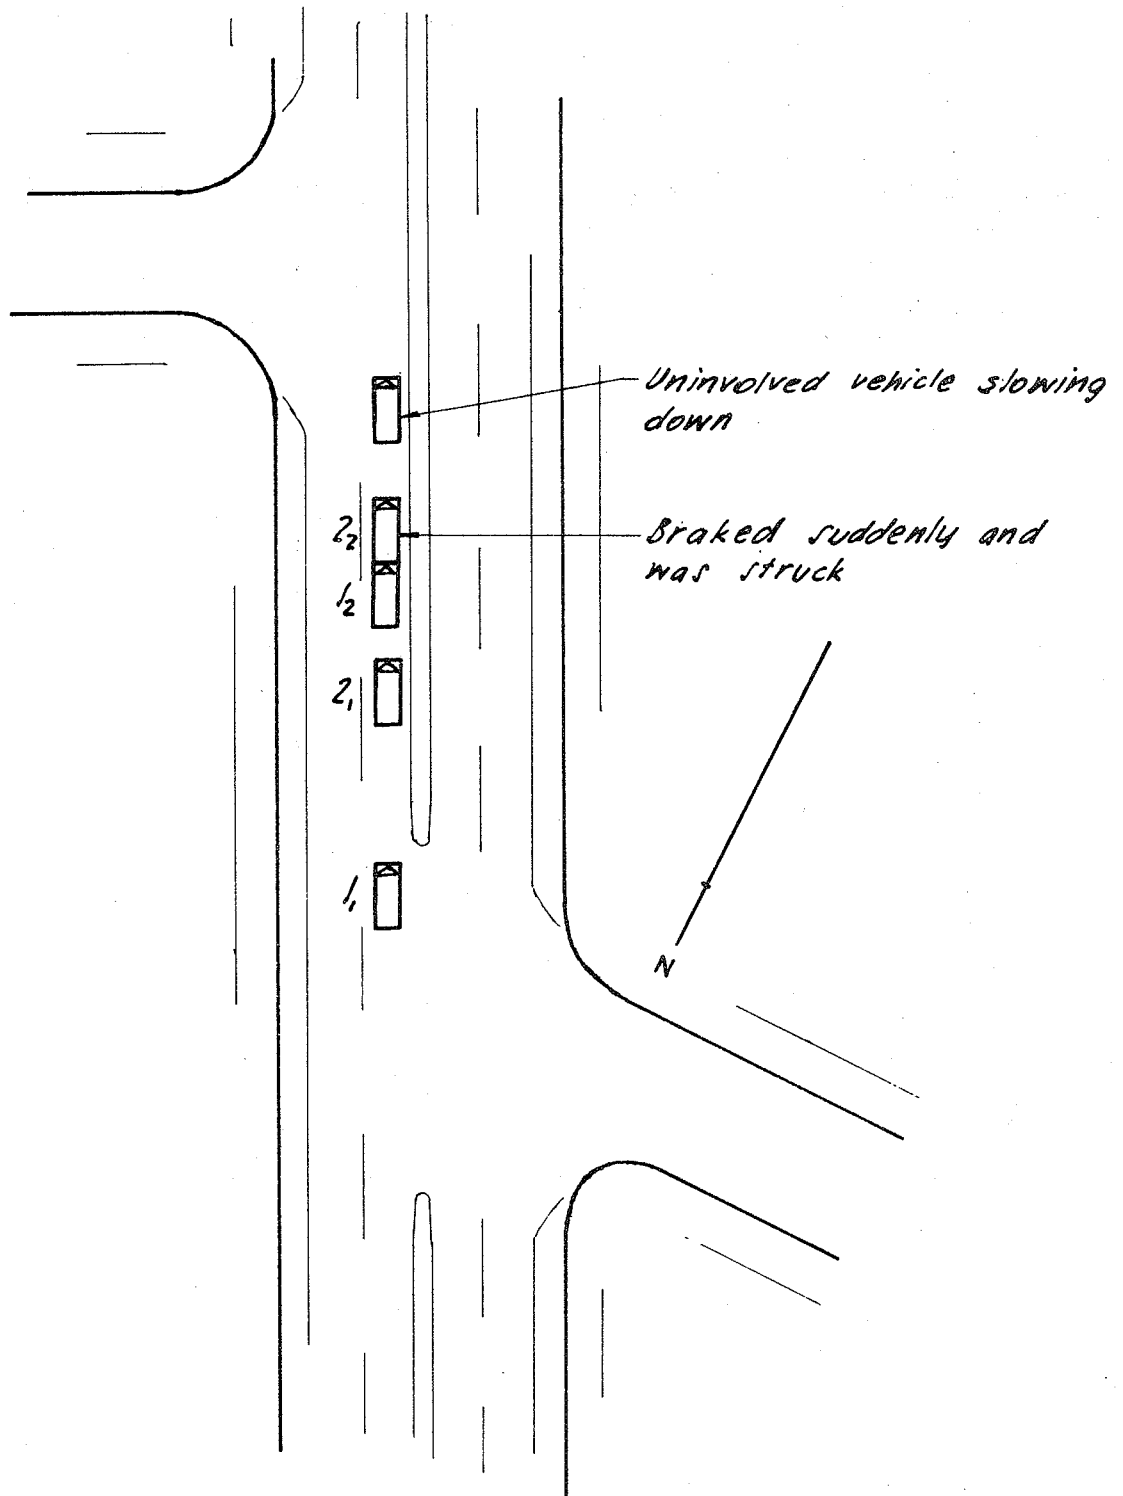 Uninvolved vehicle slowing
down
2₂
Braked suddenly and
was struck
1₂
2₁
1₁
N